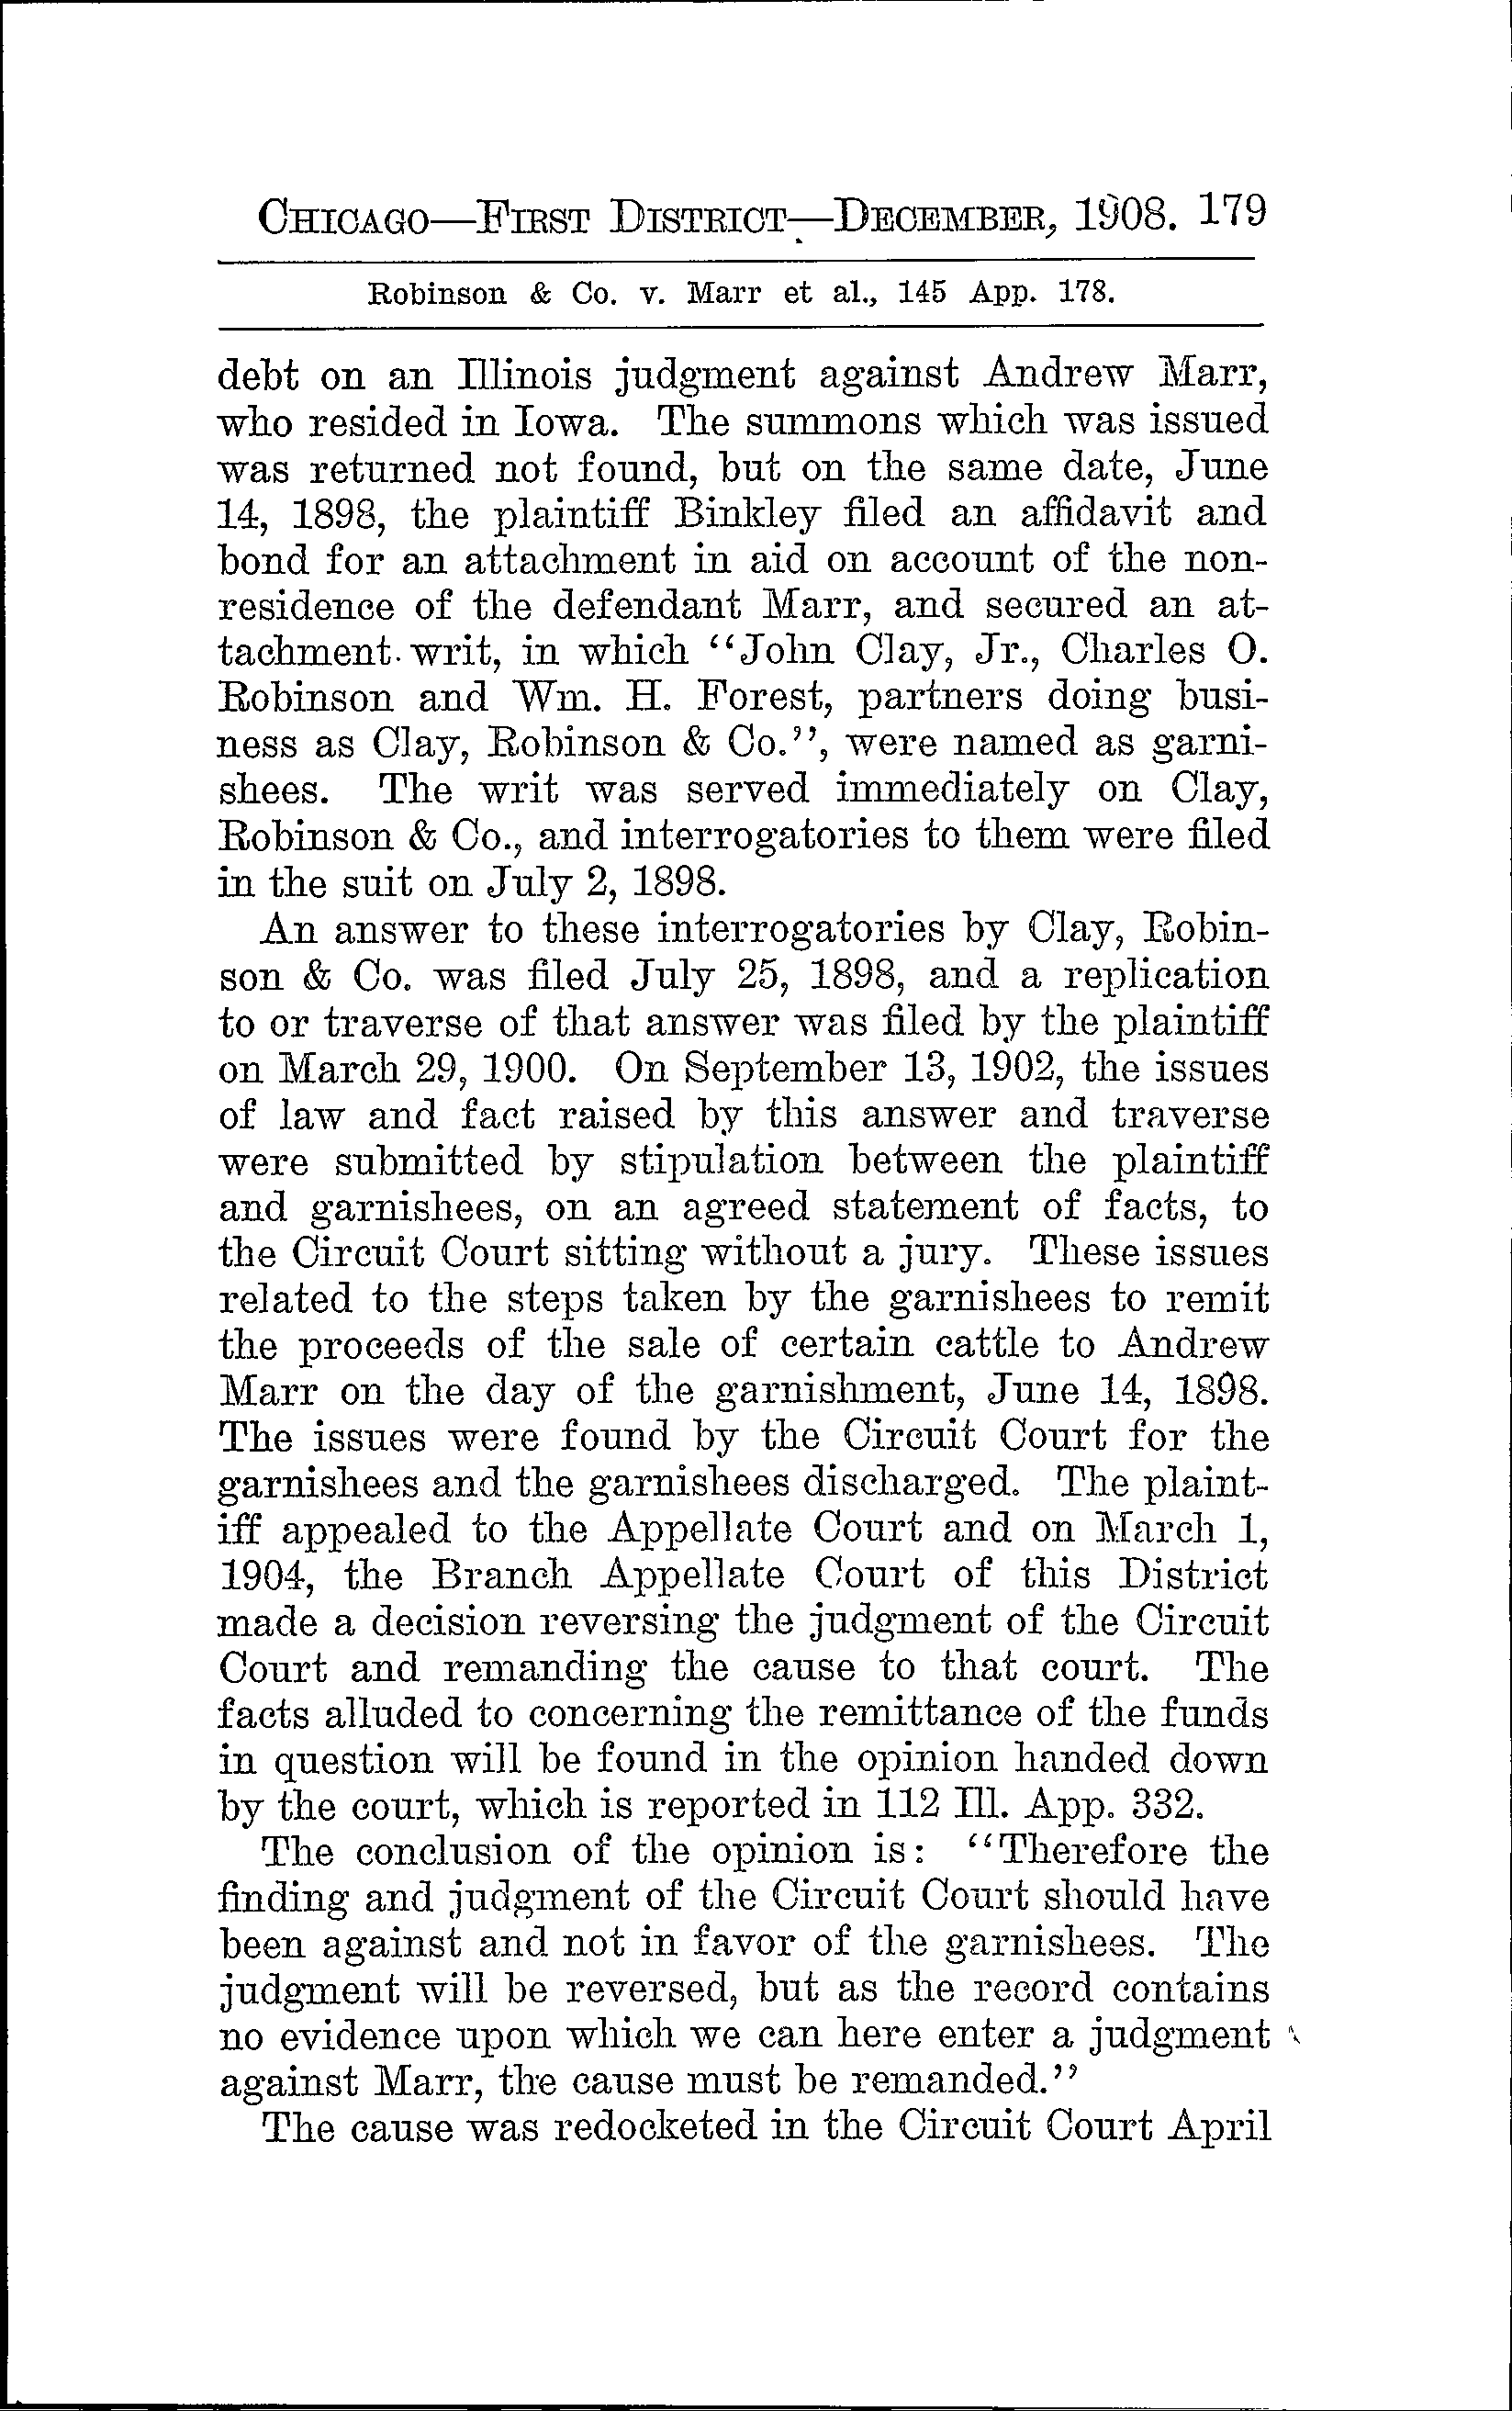 CHICAGO—FIRST DISTRICT—DECEMBER, 1908. 179
Robinson & Co. v. Marr et al., 145 App. 178.
debt on an Illinois judgment against Andrew Marr,
who resided in Iowa. The summons which was issued
was returned not found, but on the same date, June
14, 1898, the plaintiff Binkley filed an affidavit and
bond for an attachment in aid on account of the non-
residence of the defendant Marr, and secured an at-
tachment writ, in which "John Clay, Jr., Charles O.
Robinson and Wm. H. Forest, partners doing busi-
ness as Clay, Robinson & Co.", were named as garni-
shees. The writ was served immediately on Clay,
Robinson & Co., and interrogatories to them were filed
in the suit on July 2, 1898.
An answer to these interrogatories by Clay, Robin-
son & Co. was filed July 25, 1898, and a replication
to or traverse of that answer was filed by the plaintiff
on March 29, 1900. On September 13, 1902, the issues
of law and fact raised by this answer and traverse
were submitted by stipulation between the plaintiff
and garnishees, on an agreed statement of facts, to
the Circuit Court sitting without a jury. These issues
related to the steps taken by the garnishees to remit
the proceeds of the sale of certain cattle to Andrew
Marr on the day of the garnishment, June 14, 1898.
The issues were found by the Circuit Court for the
garnishees and the garnishees discharged. The plaint-
iff appealed to the Appellate Court and on March 1,
1904, the Branch Appellate Court of this District
made a decision reversing the judgment of the Circuit
Court and remanding the cause to that court. The
facts alluded to concerning the remittance of the funds
in question will be found in the opinion handed down
by the court, which is reported in 112 Ill. App. 332.
The conclusion of the opinion is: "Therefore the
finding and judgment of the Circuit Court should have
been against and not in favor of the garnishees. The
judgment will be reversed, but as the record contains
no evidence upon which we can here enter a judgment
against Marr, the cause must be remanded."
The cause was redocketed in the Circuit Court April